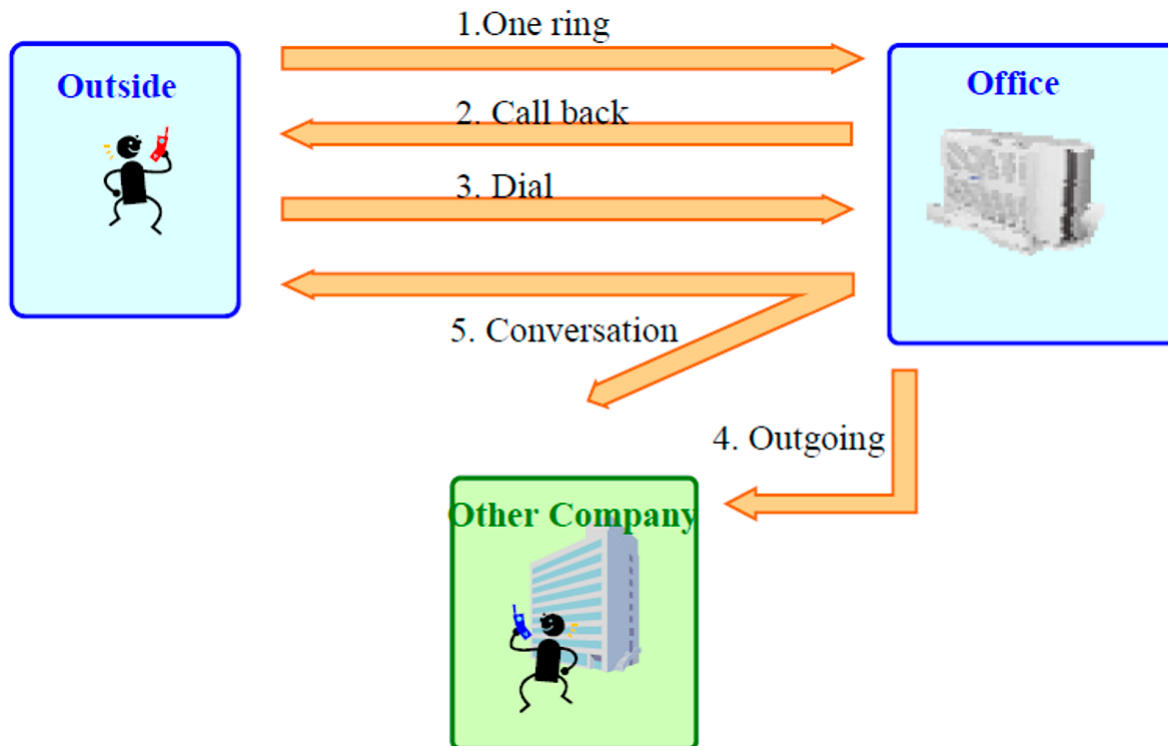 1.One ring
Outside
Office
2. Call back
3. Dial
5. Conversation
4. Outgoing
Other Company